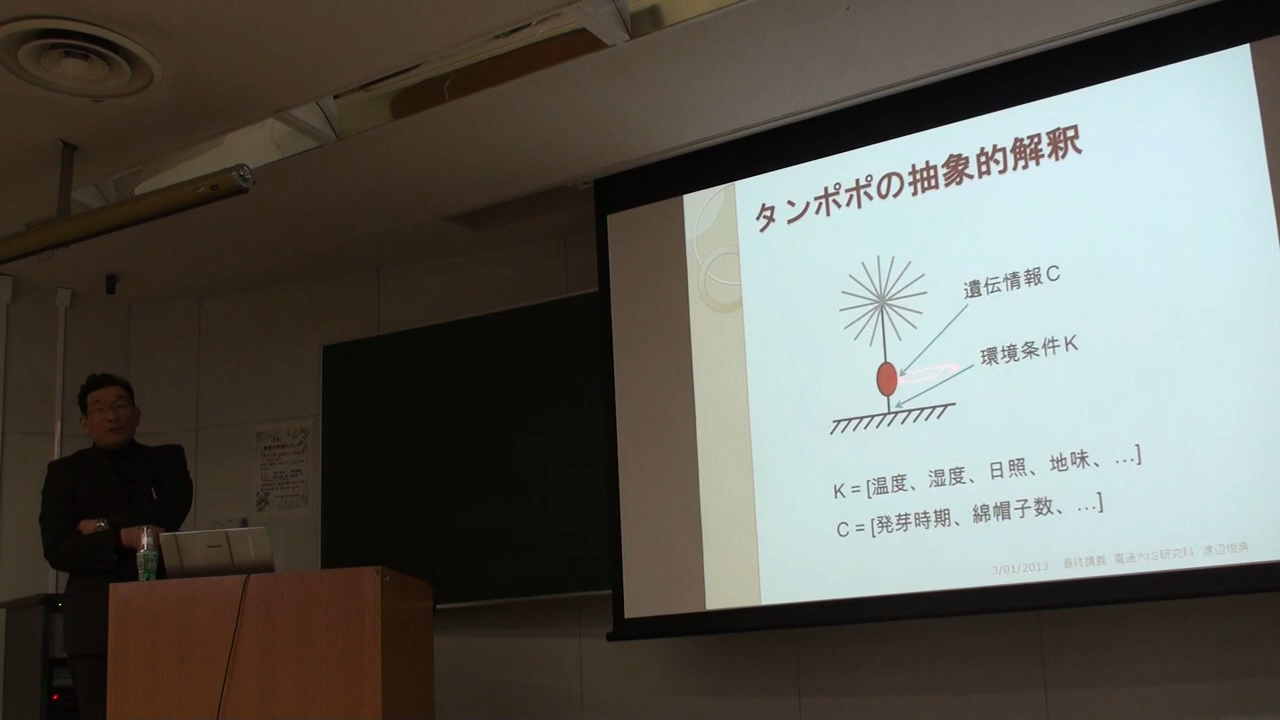 タンポポの抽象的解釈
遺伝情報C
環境条件K
K = [温度、湿度、日照、地味、…]
C = [発芽時期、綿帽子数、…]
3/01/2013 最終講義 電通大IS研究科 渡辺俊典